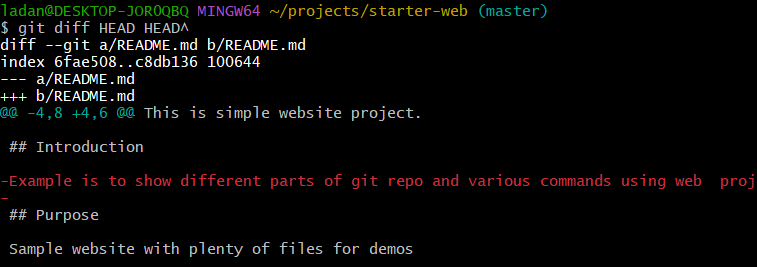 ladan@DESKTOP-JOROQBQ MINGW64 ~/projects/starter-web (master)
$ git diff HEAD HEAD^
diff --git a/README.md b/README.md
index 6fae508..c8db136 100644
--- a/README.md
+++ b/README.md
@@ -4,8 +4,6 @@ This is simple website project.
## Introduction
-Example is to show different parts of git repo and various commands using web  proj
-
## Purpose
Sample website with plenty of files for demos